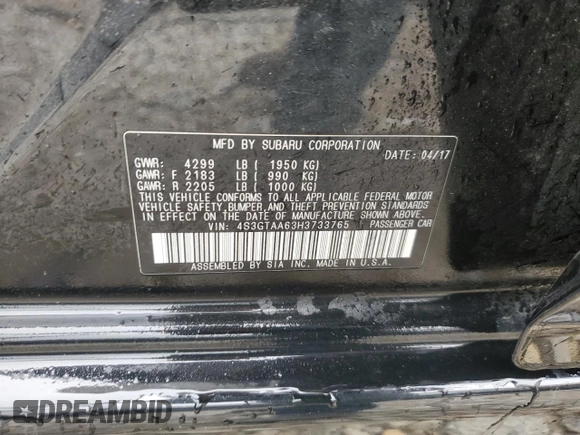 MFD BY SUBARU CORPORATION
GVWR: 4299 LB ( 1950 KG) DATE: 04/17
GAWR: F 2183 LB ( 990 KG)
GAWR: R 2205 LB ( 1000 KG)
THIS VEHICLE CONFORMS TO ALL APPLICABLE FEDERAL MOTOR
VEHICLE SAFETY,BUMPER,AND THEFT PREVENTION STANDARDS
IN EFFECT ON THE DATE OF MANUFACTURE SHOWN ABOVE.
VIN: 4S3GTAA63H3733765 PASSENGER CAR
ASSEMBLED BY SIA INC. MADE IN U.S.A.
DREAMBID